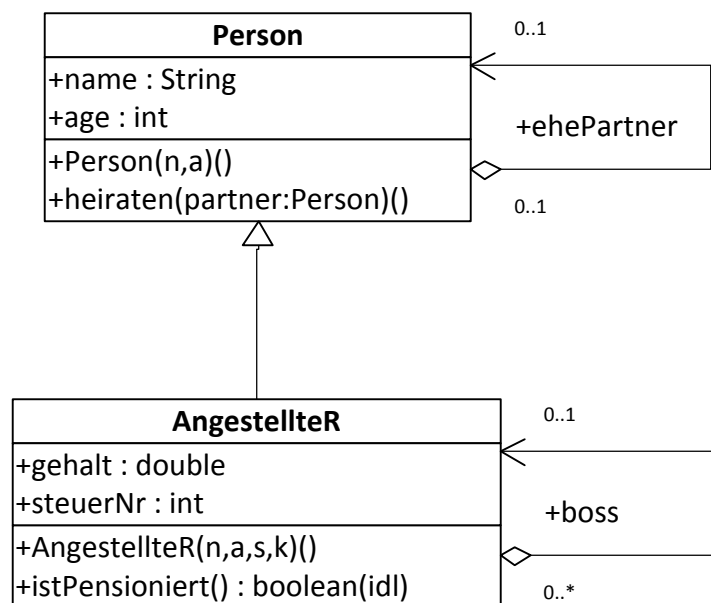 Person
0..1
+name : String
+age : int
+ehePartner
+Person(n,a)()
+heiraten(partner:Person)()
0..1
AngestellteR
0..1
+gehalt : double
+steuerNr : int
+boss
+AngestellteR(n,a,s,k)()
+istPensioniert() : boolean(idl)
0..*